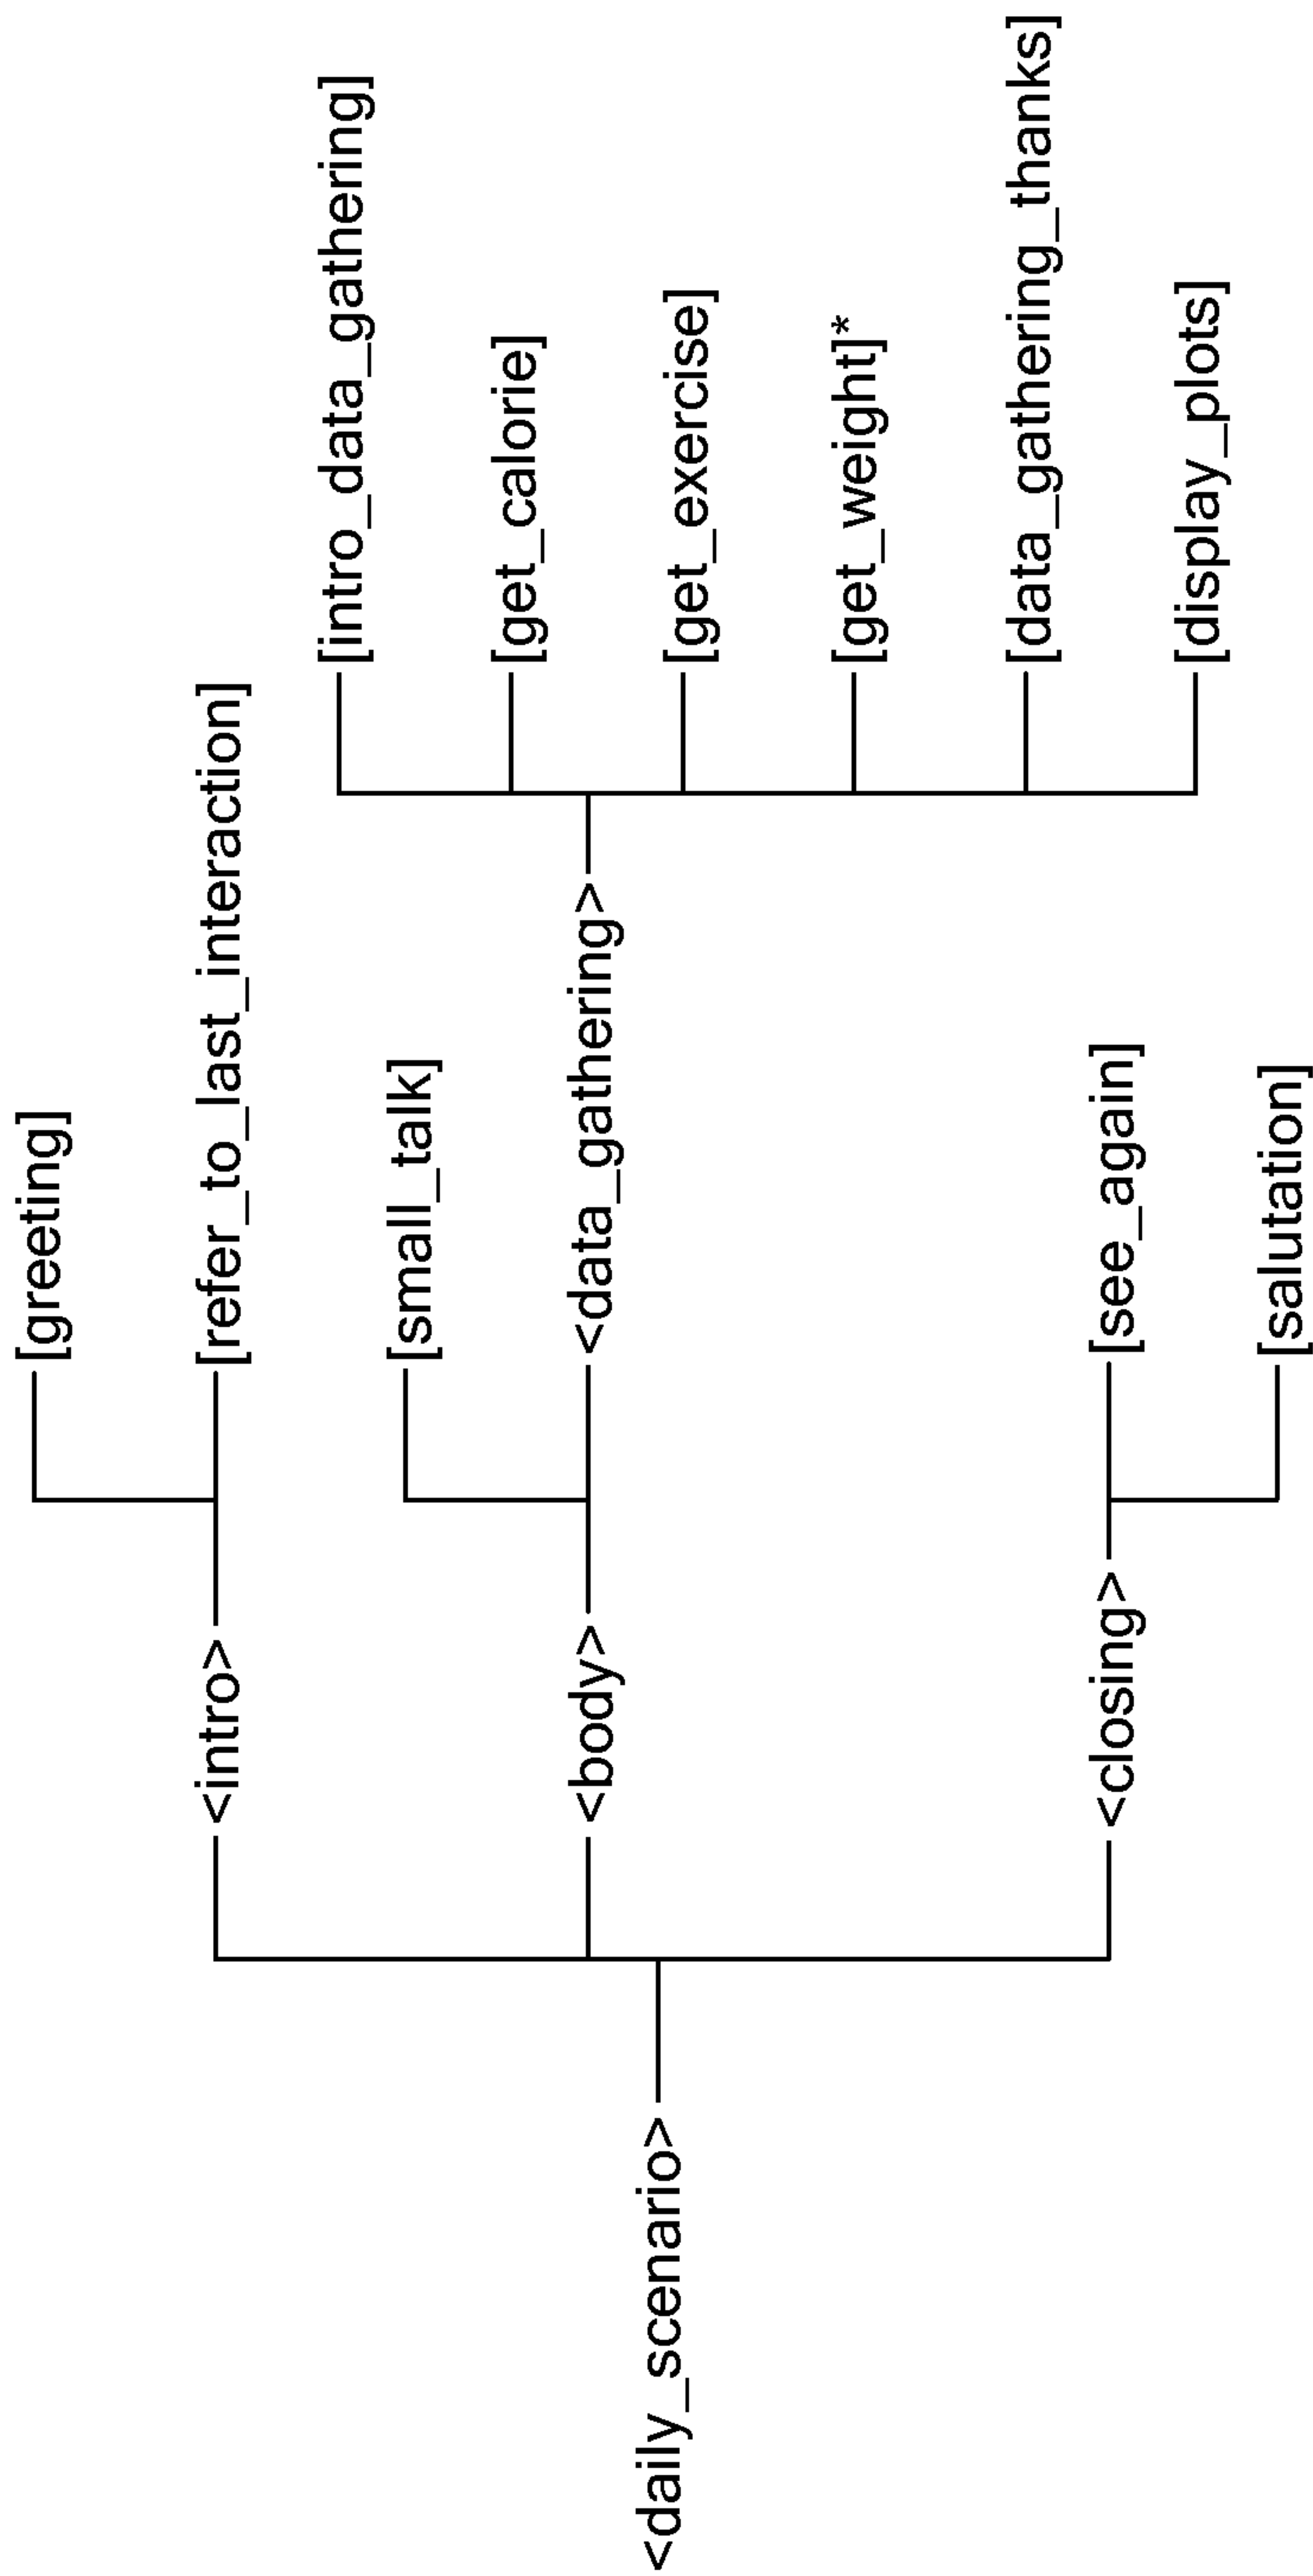 <daily_scenario>
<intro>
[greeting]
[refer_to_last_interaction]
<body>
[small_talk]
<data_gathering>
[intro_data_gathering]
[get_calorie]
[get_exercise]
[get_weight]*
[data_gathering_thanks]
[display_plots]
<closing>
[see_again]
[salutation]